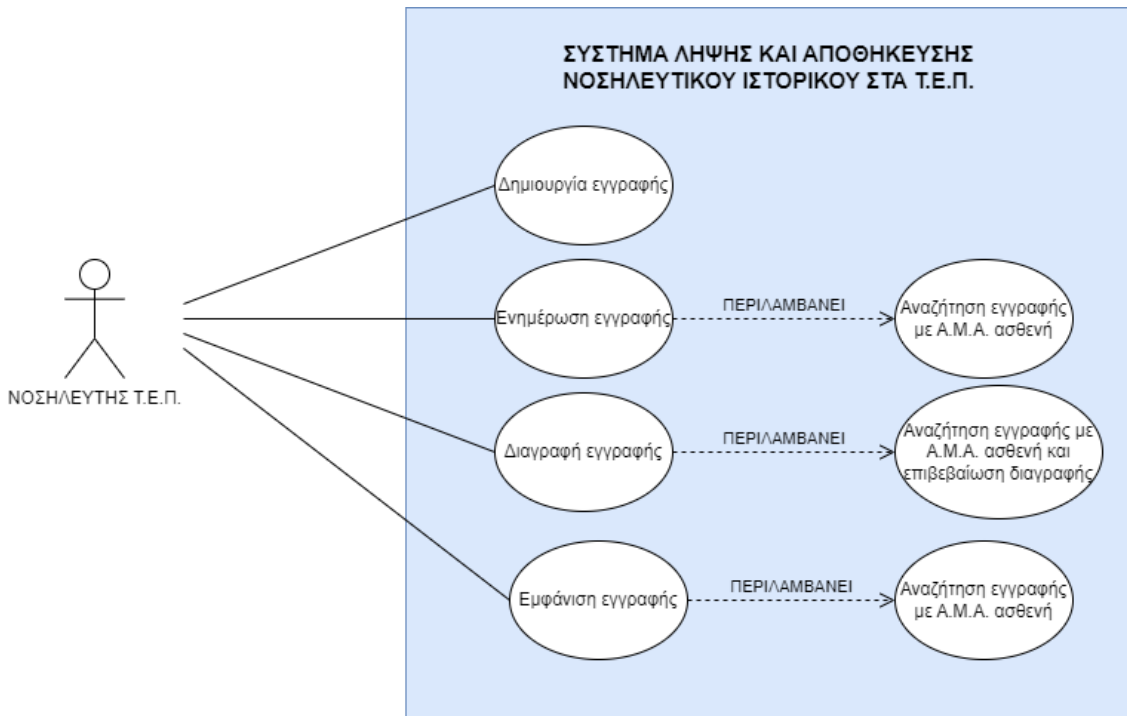 ΣΥΣΤΗΜΑ ΛΗΨΗΣ ΚΑΙ ΑΠΟΘΗΚΕΥΣΗΣ
ΝΟΣΗΛΕΥΤΙΚΟΥ ΙΣΤΟΡΙΚΟΥ ΣΤΑ Τ.Ε.Π.
Δημιουργία εγγραφής
Ενημέρωση εγγραφής
ΠΕΡΙΛΑΜΒΑΝΕΙ
Αναζήτηση εγγραφής
με Α.Μ.Α. ασθενή
ΝΟΣΗΛΕΥΤΗΣ Τ.Ε.Π.
Διαγραφή εγγραφής
ΠΕΡΙΛΑΜΒΑΝΕΙ
Αναζήτηση εγγραφής με
Α.Μ.Α. ασθενή και
επιβεβαίωση διαγραφής
Εμφάνιση εγγραφής
ΠΕΡΙΛΑΜΒΑΝΕΙ
Αναζήτηση εγγραφής
με Α.Μ.Α. ασθενή